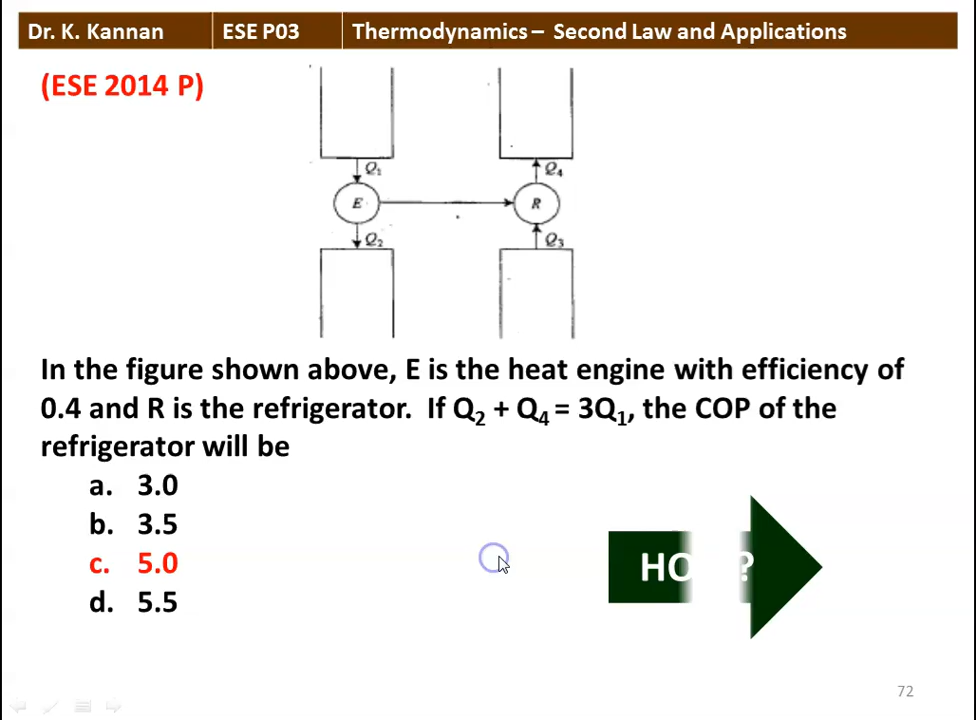 Dr. K. Kannan ESE P03 Thermodynamics – Second Law and Applications
(ESE 2014 P)
Q₁ Q₄
E R
Q₂ Q₃
In the figure shown above, E is the heat engine with efficiency of
0.4 and R is the refrigerator. If Q₂ + Q₄ = 3Q₁, the COP of the
refrigerator will be
a. 3.0
b. 3.5
c. 5.0
d. 5.5
?
72